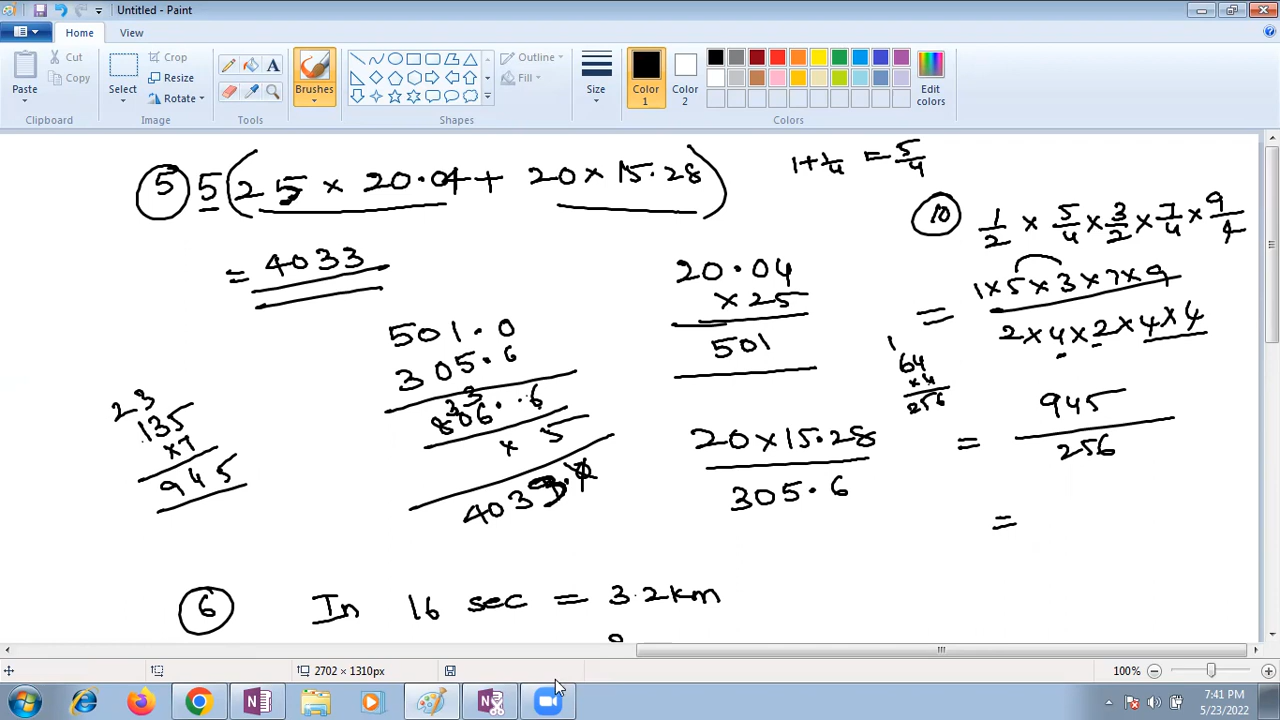 Untitled - Paint
Home
View
Paste
Cut
Copy
Clipboard
Select
Crop
Resize
Rotate
Image
Tools
Brushes
Shapes
Outline
Fill
Size
Color 1
Color 2
Colors
Edit colors
5 5(25 × 20.04 + 20 × 15.28)
= 4033
501.0
305.6
806.6
× 5
4033.0
2 3
135
×7
945
20.04
× 25
501
20 × 15.28
305.6
1 + 1/4 = 5/4
10 1/2 × 5/4 × 3/2 × 7/4 × 9/4
= 1×5×3×7×9
2×4×2×4×4
1
64
×4
256
= 945
256
=
6 In 16 sec = 3.2km
2702 × 1310px
100%
7:41 PM
5/23/2022